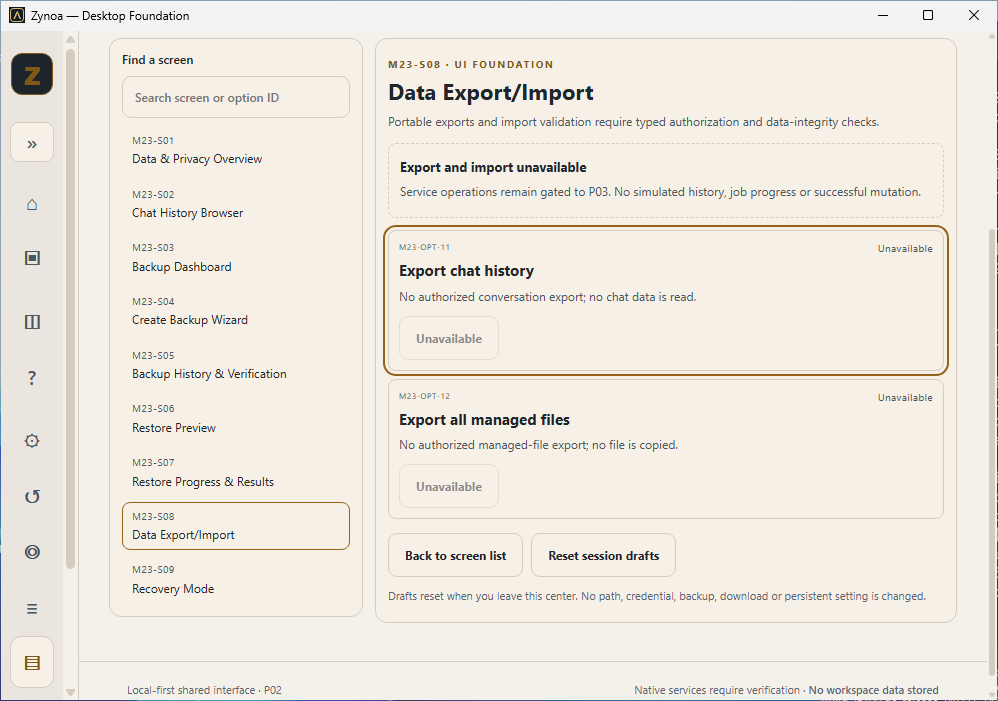 Zynoa — Desktop Foundation
Z
»
?
Find a screen
Search screen or option ID
M23-S01
Data & Privacy Overview
M23-S02
Chat History Browser
M23-S03
Backup Dashboard
M23-S04
Create Backup Wizard
M23-S05
Backup History & Verification
M23-S06
Restore Preview
M23-S07
Restore Progress & Results
M23-S08
Data Export/Import
M23-S09
Recovery Mode
M23-S08 · UI FOUNDATION
Data Export/Import
Portable exports and import validation require typed authorization and data-integrity checks.
Export and import unavailable
Service operations remain gated to P03. No simulated history, job progress or successful mutation.
M23-OPT-11
Unavailable
Export chat history
No authorized conversation export; no chat data is read.
Unavailable
M23-OPT-12
Unavailable
Export all managed files
No authorized managed-file export; no file is copied.
Unavailable
Back to screen list
Reset session drafts
Drafts reset when you leave this center. No path, credential, backup, download or persistent setting is changed.
Local-first shared interface · P02
Native services require verification · No workspace data stored